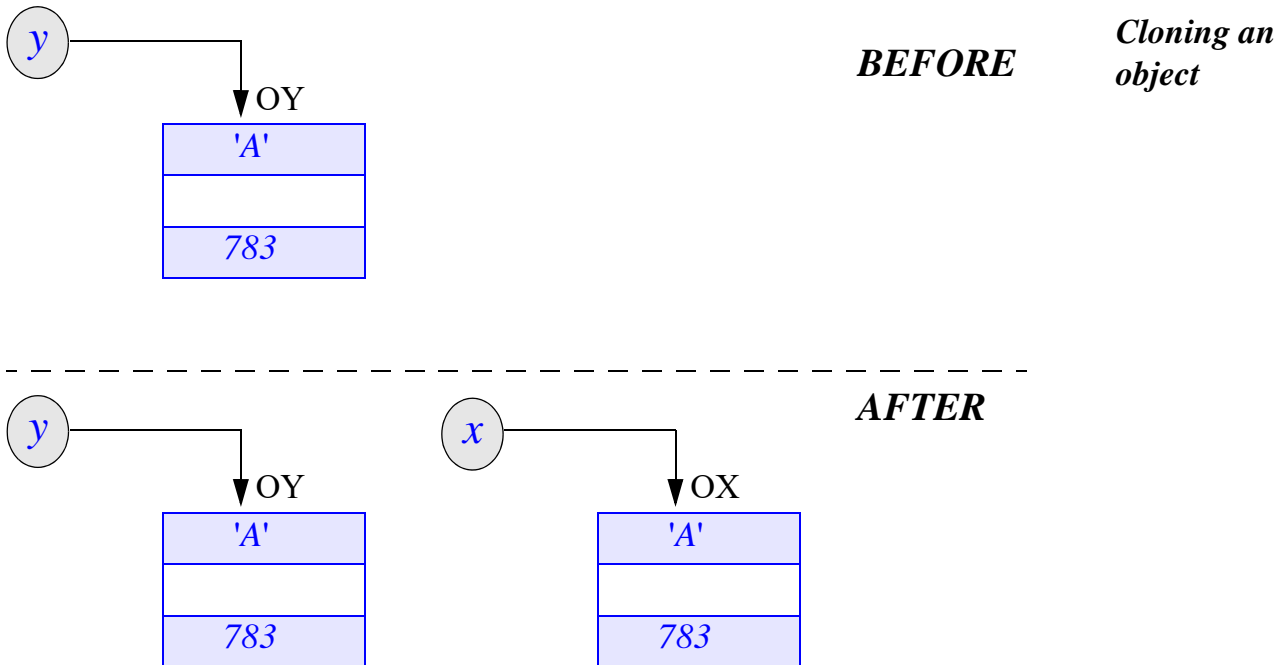 y
BEFORE
Cloning an
object
OY
'A'
783
AFTER
y
x
OY
OX
'A'
'A'
783
783